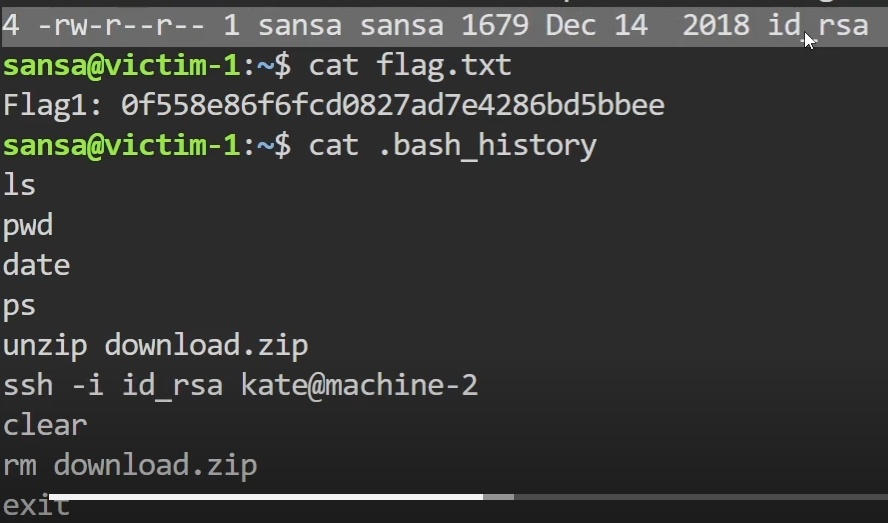 4 -rw-r--r-- 1 sansa sansa 1679 Dec 14  2018 id_rsa
sansa@victim-1:~$ cat flag.txt
Flag1: 0f558e86f6fcd0827ad7e4286bd5bbee
sansa@victim-1:~$ cat .bash_history
ls
pwd
date
ps
unzip download.zip
ssh -i id_rsa kate@machine-2
clear
rm download.zip
exit